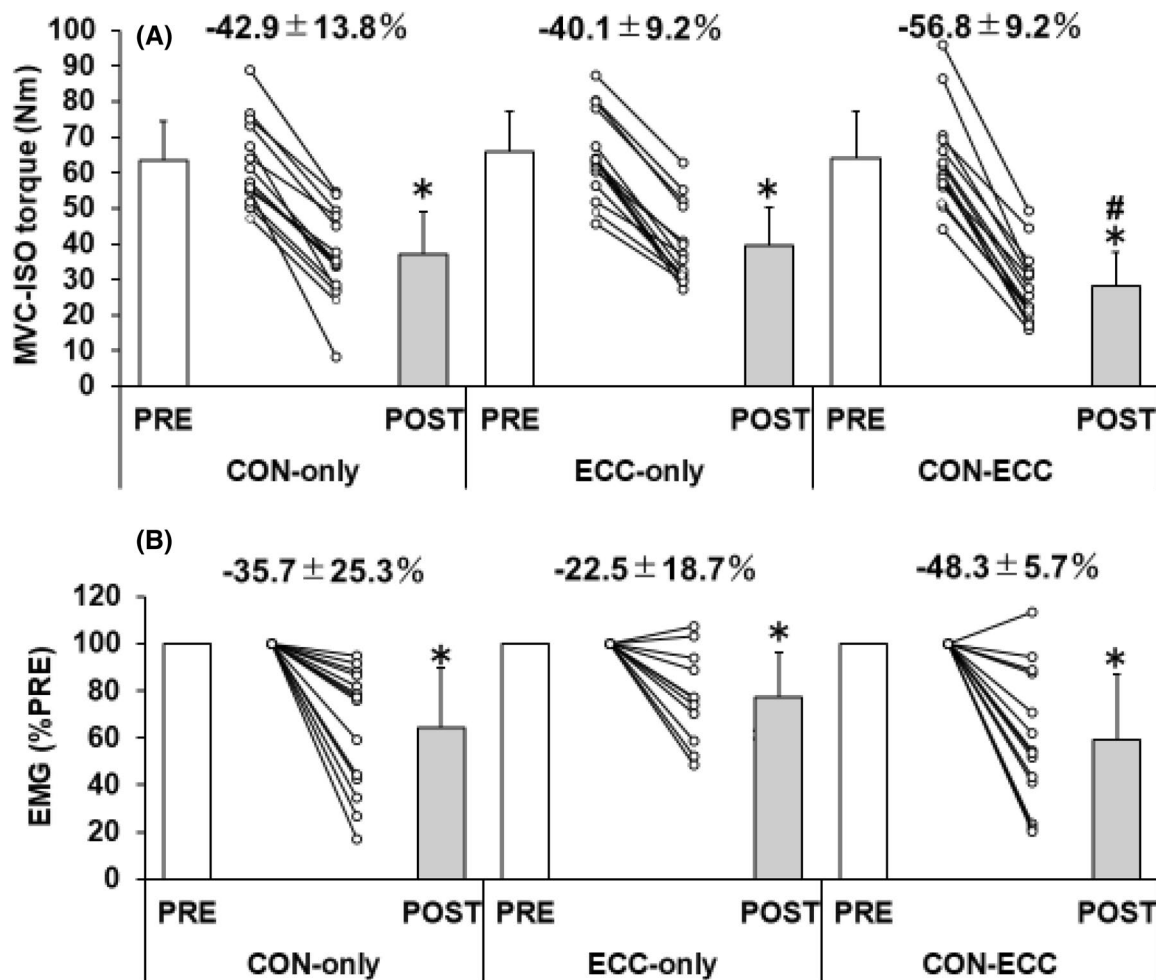 (A)
-42.9±13.8%
-40.1±9.2%
-56.8±9.2%
MVC-ISO torque (Nm)
100
90
80
70
60
50
40
30
20
10
0
*
*
#
*
PRE
POST
PRE
POST
PRE
POST
CON-only
ECC-only
CON-ECC
(B)
-35.7±25.3%
-22.5±18.7%
-48.3±5.7%
EMG (%PRE)
120
100
80
60
40
20
0
*
*
*
PRE
POST
PRE
POST
PRE
POST
CON-only
ECC-only
CON-ECC